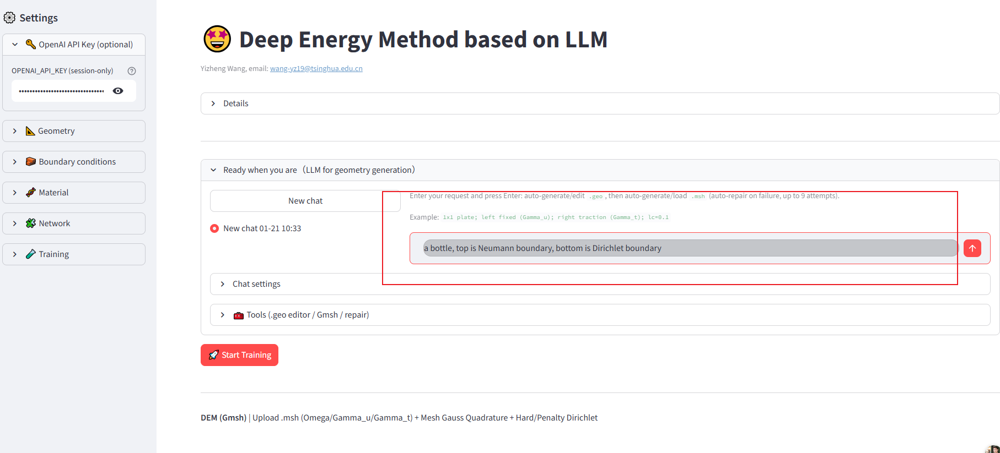 Settings
OpenAI API Key (optional)
OPENAI_API_KEY (session-only)
Geometry
Boundary conditions
Material
Network
Training
Deep Energy Method based on LLM
Yizheng Wang, email: wang-yz19@tsinghua.edu.cn
Details
Ready when you are（LLM for geometry generation）
New chat
New chat 01-21 10:33
Enter your request and press Enter: auto-generate/edit .geo, then auto-generate/load .msh (auto-repair on failure, up to 9 attempts).
Example: 1x1 plate; left fixed (Gamma_u); right traction (Gamma_t); lc=0.1
a bottle, top is Neumann boundary, bottom is Dirichlet boundary
Chat settings
Tools (.geo editor / Gmsh / repair)
Start Training
DEM (Gmsh) | Upload .msh (Omega/Gamma_u/Gamma_t) + Mesh Gauss Quadrature + Hard/Penalty Dirichlet